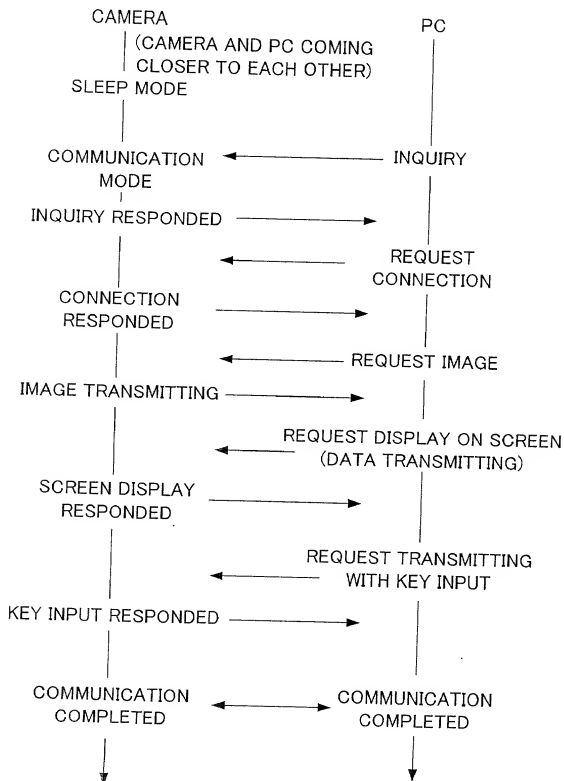 CAMERA
PC
(CAMERA AND PC COMING
CLOSER TO EACH OTHER)
SLEEP MODE
COMMUNICATION
MODE
INQUIRY
INQUIRY RESPONDED
REQUEST
CONNECTION
CONNECTION
RESPONDED
REQUEST IMAGE
IMAGE TRANSMITTING
REQUEST DISPLAY ON SCREEN
(DATA TRANSMITTING)
SCREEN DISPLAY
RESPONDED
REQUEST TRANSMITTING
WITH KEY INPUT
KEY INPUT RESPONDED
COMMUNICATION
COMPLETED
COMMUNICATION
COMPLETED